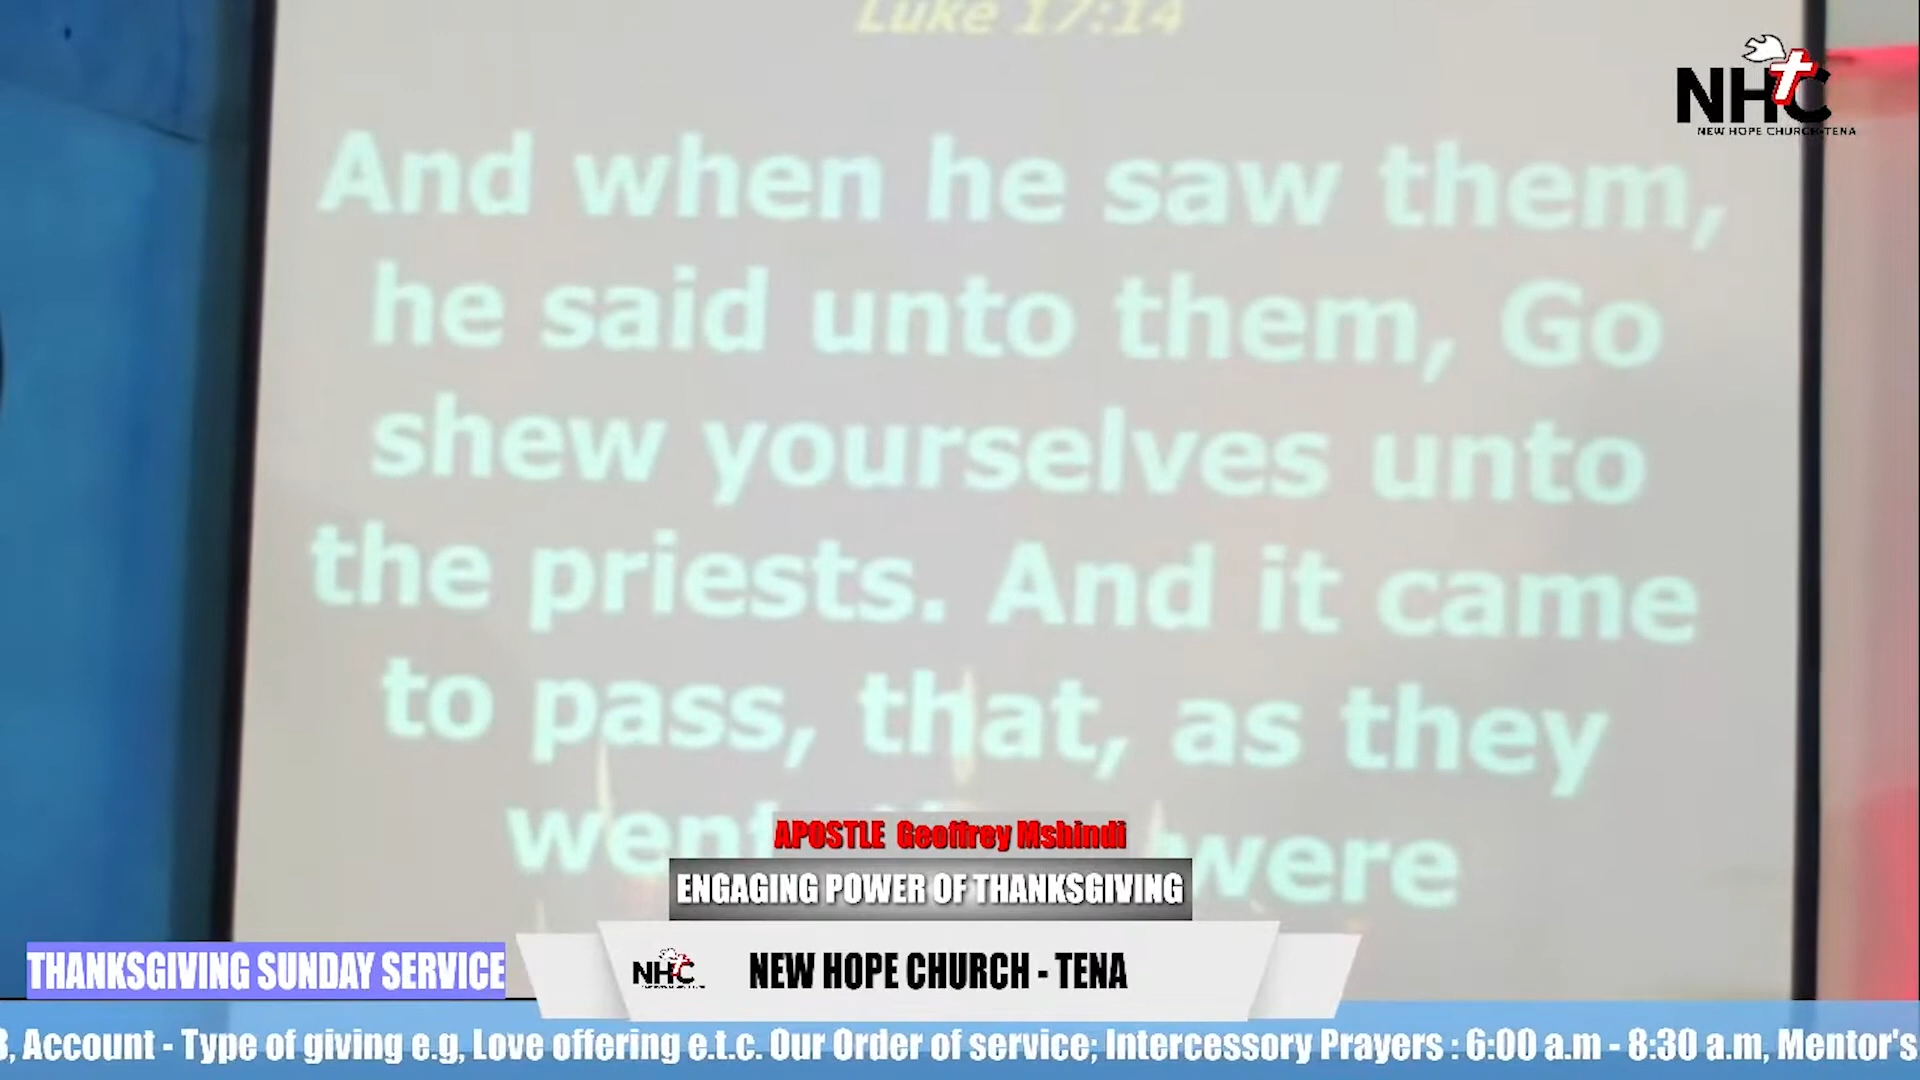 Luke 17:14
NHC
NEW HOPE CHURCH-TENA
And when he saw them,
he said unto them, Go
shew yourselves unto
the priests. And it came
to pass, that, as they
went were
APOSTLE Geoffrey Mshindi
ENGAGING POWER OF THANKSGIVING
NHC
NEW HOPE CHURCH - TENA
THANKSGIVING SUNDAY SERVICE
, Account - Type of giving e.g, Love offering e.t.c. Our Order of service; Intercessory Prayers : 6:00 a.m - 8:30 a.m, Mentor's